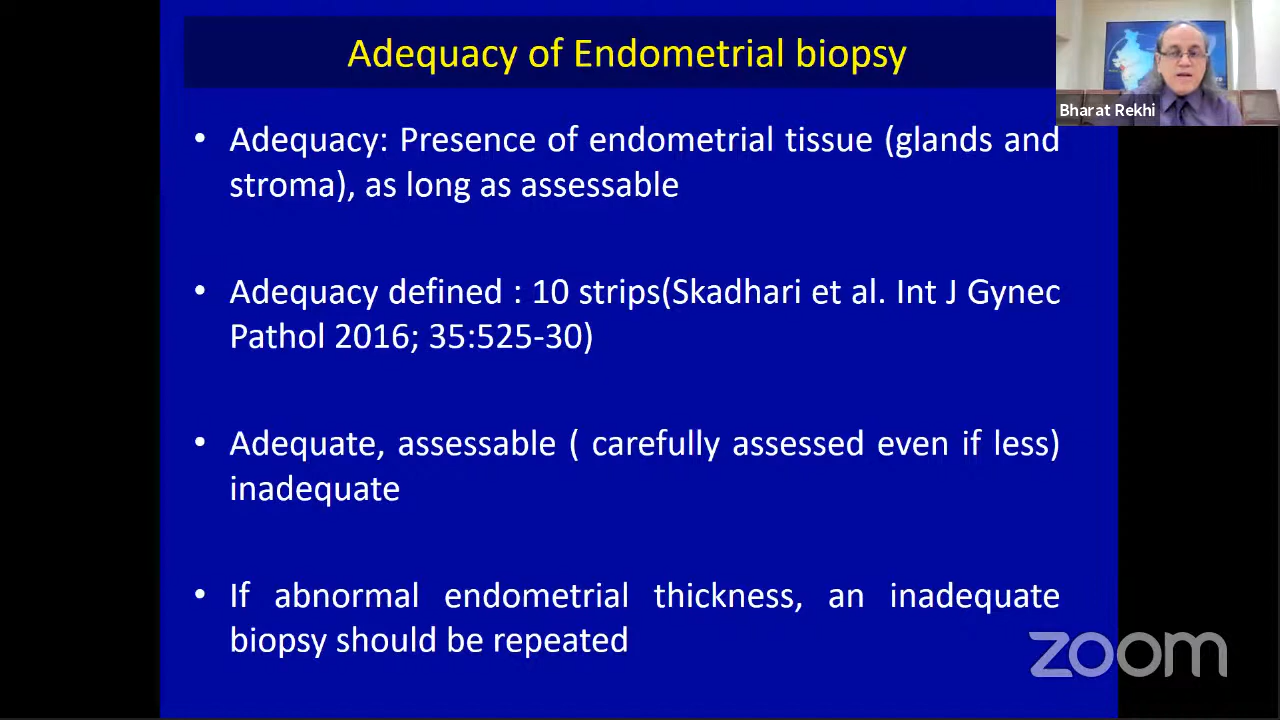 Adequacy of Endometrial biopsy
Bharat Rekhi
• Adequacy: Presence of endometrial tissue (glands and
stroma), as long as assessable
• Adequacy defined : 10 strips(Skadhari et al. Int J Gynec
Pathol 2016; 35:525-30)
• Adequate, assessable ( carefully assessed even if less)
inadequate
• If abnormal endometrial thickness, an inadequate
biopsy should be repeated
zoom